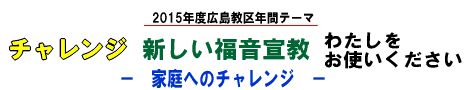 2015年度広島教区年間テーマ
チャレンジ 新しい福音宣教 わたしを
お使いください
− 家庭へのチャレンジ −